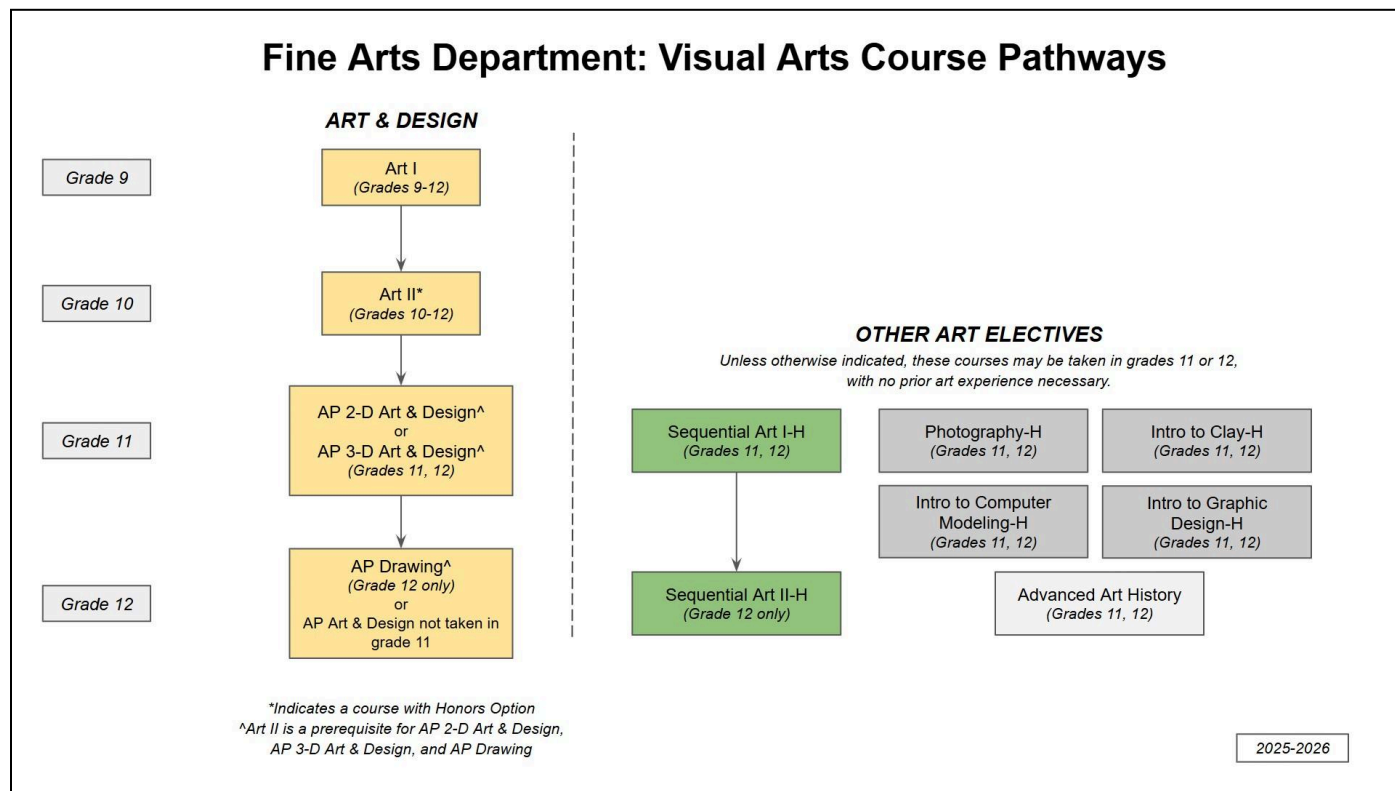 Fine Arts Department: Visual Arts Course Pathways
ART & DESIGN
Grade 9
Art I
(Grades 9-12)
Grade 10
Art II*
(Grades 10-12)
Grade 11
AP 2-D Art & Design^
or
AP 3-D Art & Design^
(Grades 11, 12)
Grade 12
AP Drawing^
(Grade 12 only)
or
AP Art & Design not taken in
grade 11
*Indicates a course with Honors Option
^Art II is a prerequisite for AP 2-D Art & Design,
AP 3-D Art & Design, and AP Drawing
OTHER ART ELECTIVES
Unless otherwise indicated, these courses may be taken in grades 11 or 12,
with no prior art experience necessary.
Sequential Art I-H
(Grades 11, 12)
Photography-H
(Grades 11, 12)
Intro to Clay-H
(Grades 11, 12)
Intro to Computer
Modeling-H
(Grades 11, 12)
Intro to Graphic
Design-H
(Grades 11, 12)
Sequential Art II-H
(Grade 12 only)
Advanced Art History
(Grades 11, 12)
2025-2026